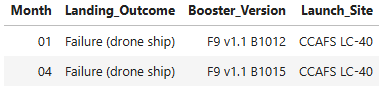 Month Landing_Outcome Booster_Version Launch_Site
01 Failure (drone ship) F9 v1.1 B1012 CCAFS LC-40
04 Failure (drone ship) F9 v1.1 B1015 CCAFS LC-40